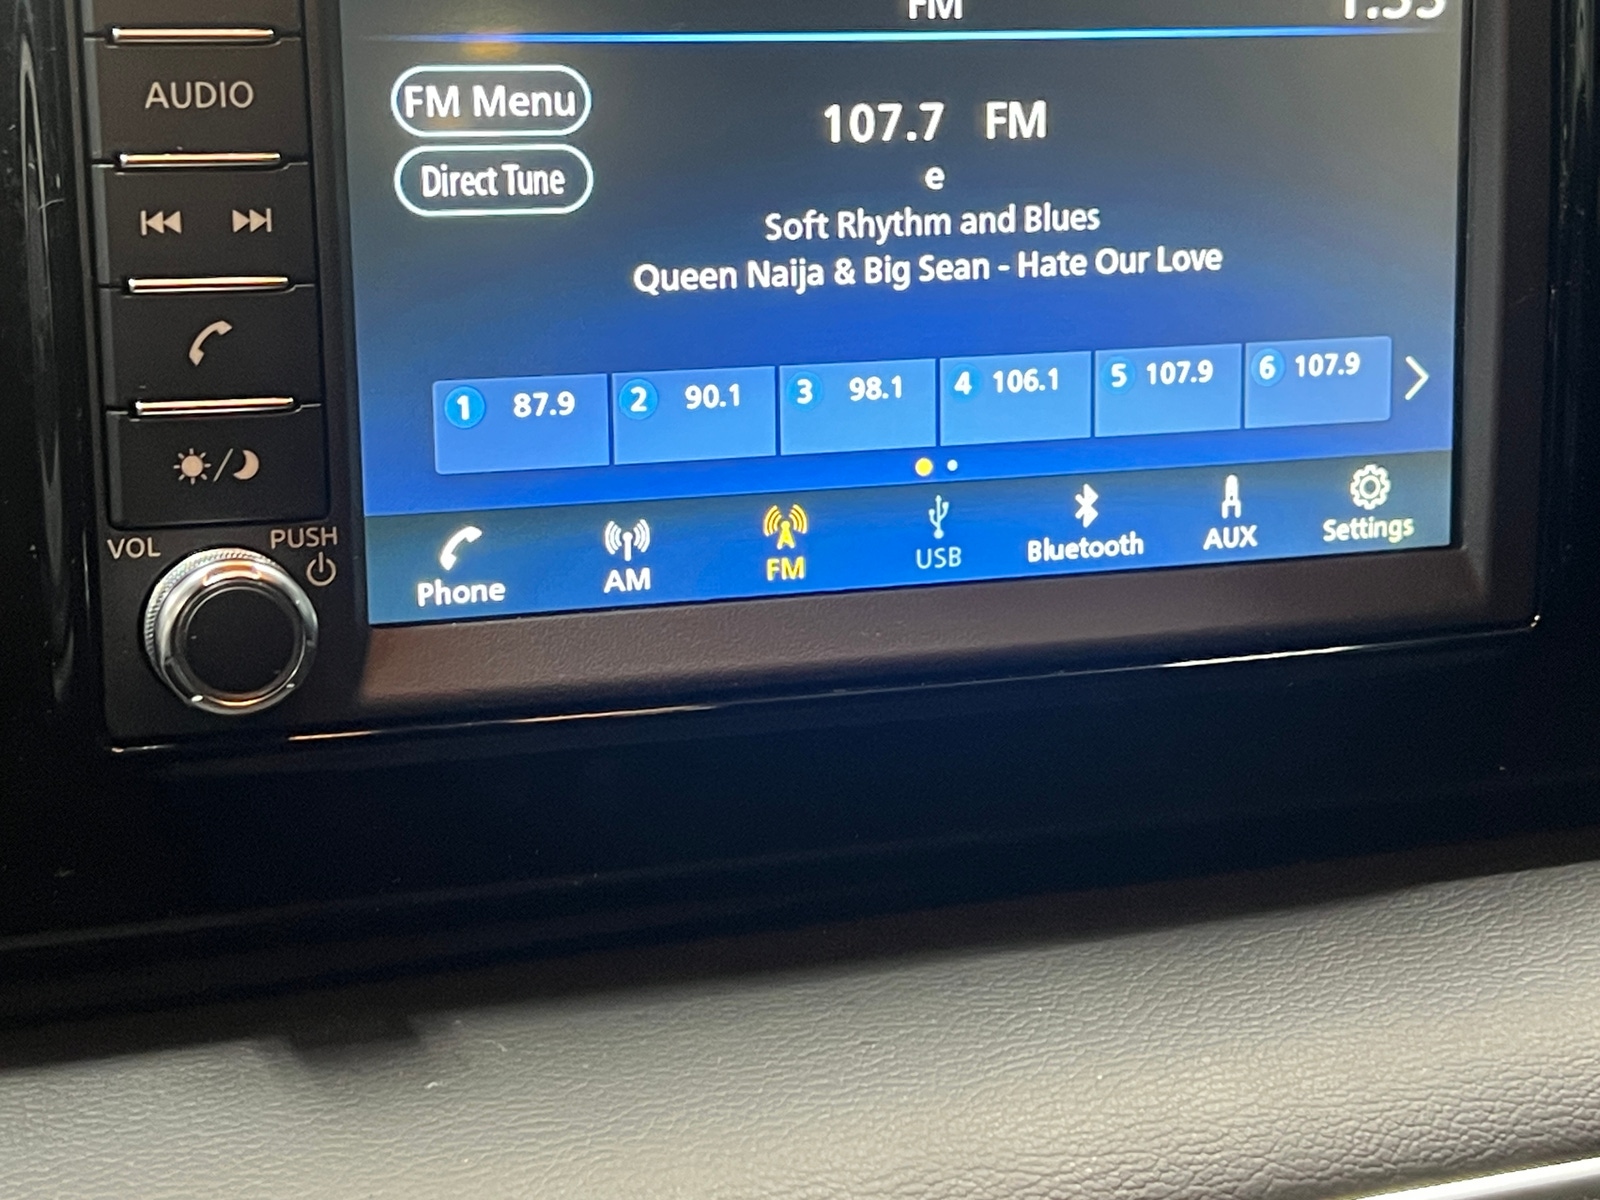 FM
AUDIO
FM Menu
107.7 FM
Direct Tune
e
Soft Rhythm and Blues
Queen Naija & Big Sean - Hate Our Love
1 87.9
2 90.1
3 98.1
4 106.1
5 107.9
6 107.9
VOL
PUSH
Phone
AM
FM
USB
Bluetooth
AUX
Settings